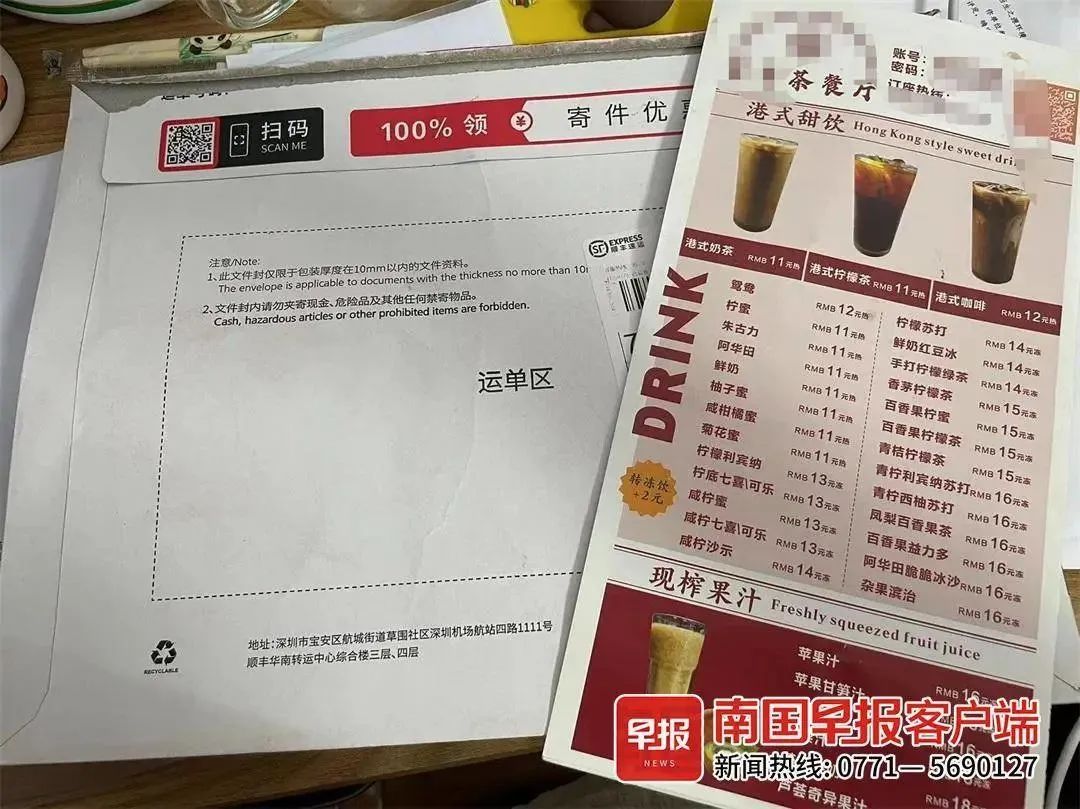 扫码
SCAN ME
100% 领
寄件优惠
注意/Note:
1、此文件封仅限于包装厚度在10mm以内的文件资料。
The envelope is applicable to documents with the thickness no more than 10
2、文件封内请勿夹寄现金、危险品及其他任何禁寄物品。
Cash, hazardous articles or other prohibited items are forbidden.
SF EXPRESS
顺丰速运
运单区
RECYCLABLE
地址:深圳市宝安区航城街道草围社区深圳机场航站四路1111号
顺丰华南转运中心综合楼三层、四层
茶餐厅
账号:
密码:
订座热线:
港式甜饮 Hong Kong style sweet dri
港式奶茶 RMB 11元热
港式柠檬茶 RMB 11元热
港式咖啡 RMB 12元热
DRINK
转冻饮
+2元
鸳鸯 RMB 12元热
柠蜜 RMB 11元热
朱古力 RMB 11元热
阿华田 RMB 11元热
鲜奶 RMB 11元热
柚子蜜 RMB 11元热
咸柑橘蜜 RMB 11元热
菊花蜜 RMB 11元热
柠檬利宾纳 RMB 13元冻
柠底七喜\可乐 RMB 13元冻
咸柠蜜 RMB 13元冻
咸柠七喜\可乐 RMB 13元冻
咸柠沙示 RMB 14元冻
柠檬苏打 RMB 14元冻
鲜奶红豆冰 RMB 14元冻
手打柠檬绿茶 RMB 14元冻
香茅柠檬茶 RMB 15元冻
百香果柠蜜 RMB 15元冻
百香果柠檬茶 RMB 15元冻
青桔柠檬茶 RMB 15元冻
青柠利宾纳苏打 RMB 16元冻
青柠西柚苏打 RMB 16元冻
凤梨百香果茶 RMB 16元冻
百香果益力多 RMB 16元冻
阿华田脆脆冰沙 RMB 16元冻
杂果滨治 RMB 16元冻
现榨果汁 Freshly squeezed fruit juice
苹果汁 RMB 16元冻
苹果甘笋汁
芦荟奇异果汁 RMB 18元冻
早报
NEWS
南国早报客户端
新闻热线:0771—5690127